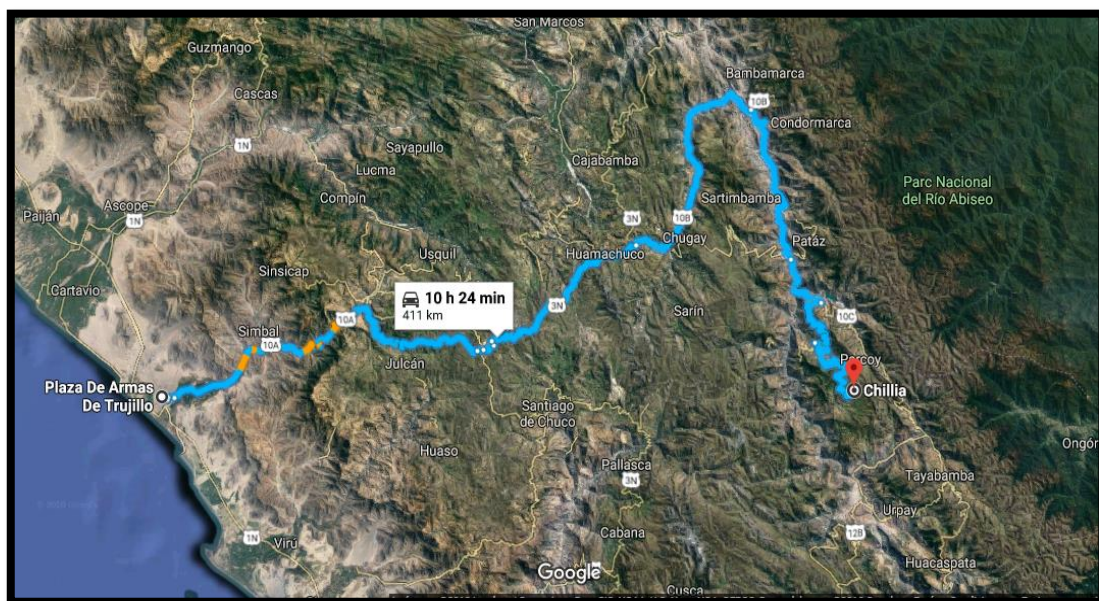 San Marcos
Guzmango
Bambamarca
Cascas
10B
Condormarca
1N
Sayapullo
Cajabamba
Lucma
Parc Nacional
del Río Abiseo
Compín
Sartimbamba
Ascope
Paiján
1N
3N
10B
Chugay
Usquil
Huamachuco
Pataz
Sinsicap
10 h 24 min
411 km
Cartavio
3N
Sarín
10C
10A
Simbal
10A
Julcán
Parcoy
Plaza De Armas
De Trujillo
Chillia
Santiago
de Chuco
Huaso
Ongór
Pallasca
3N
Tayabamba
Urpay
1N
Virú
Cabana
12B
Google
Huacaspata
Cusca